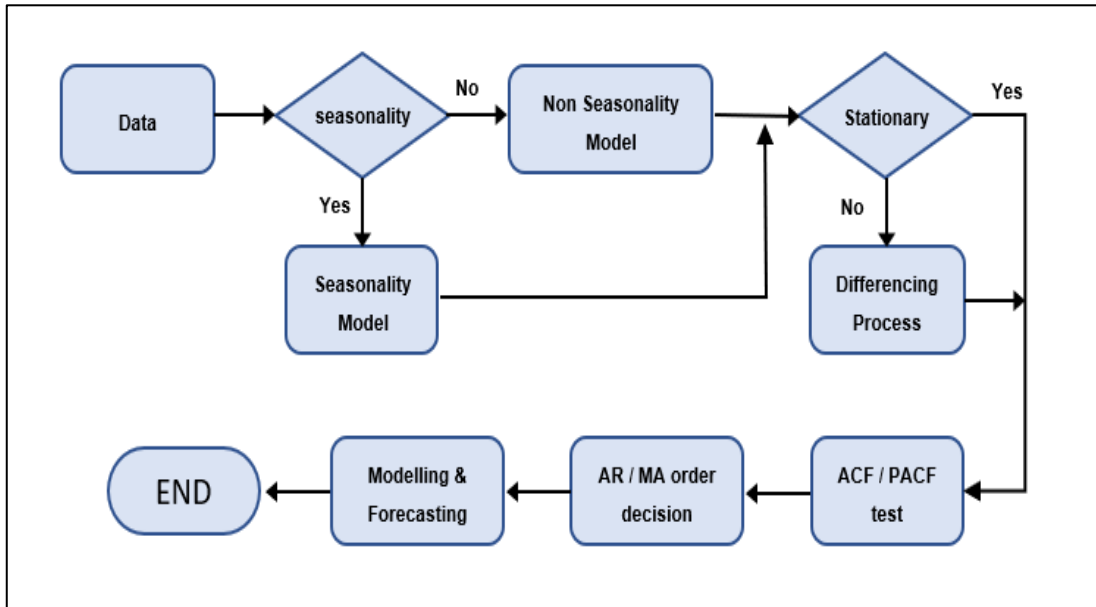 Data
seasonality
No
Non Seasonality
Model
Stationary
Yes
Yes
No
Seasonality
Model
Differencing
Process
END
Modelling &
Forecasting
AR / MA order
decision
ACF / PACF
test